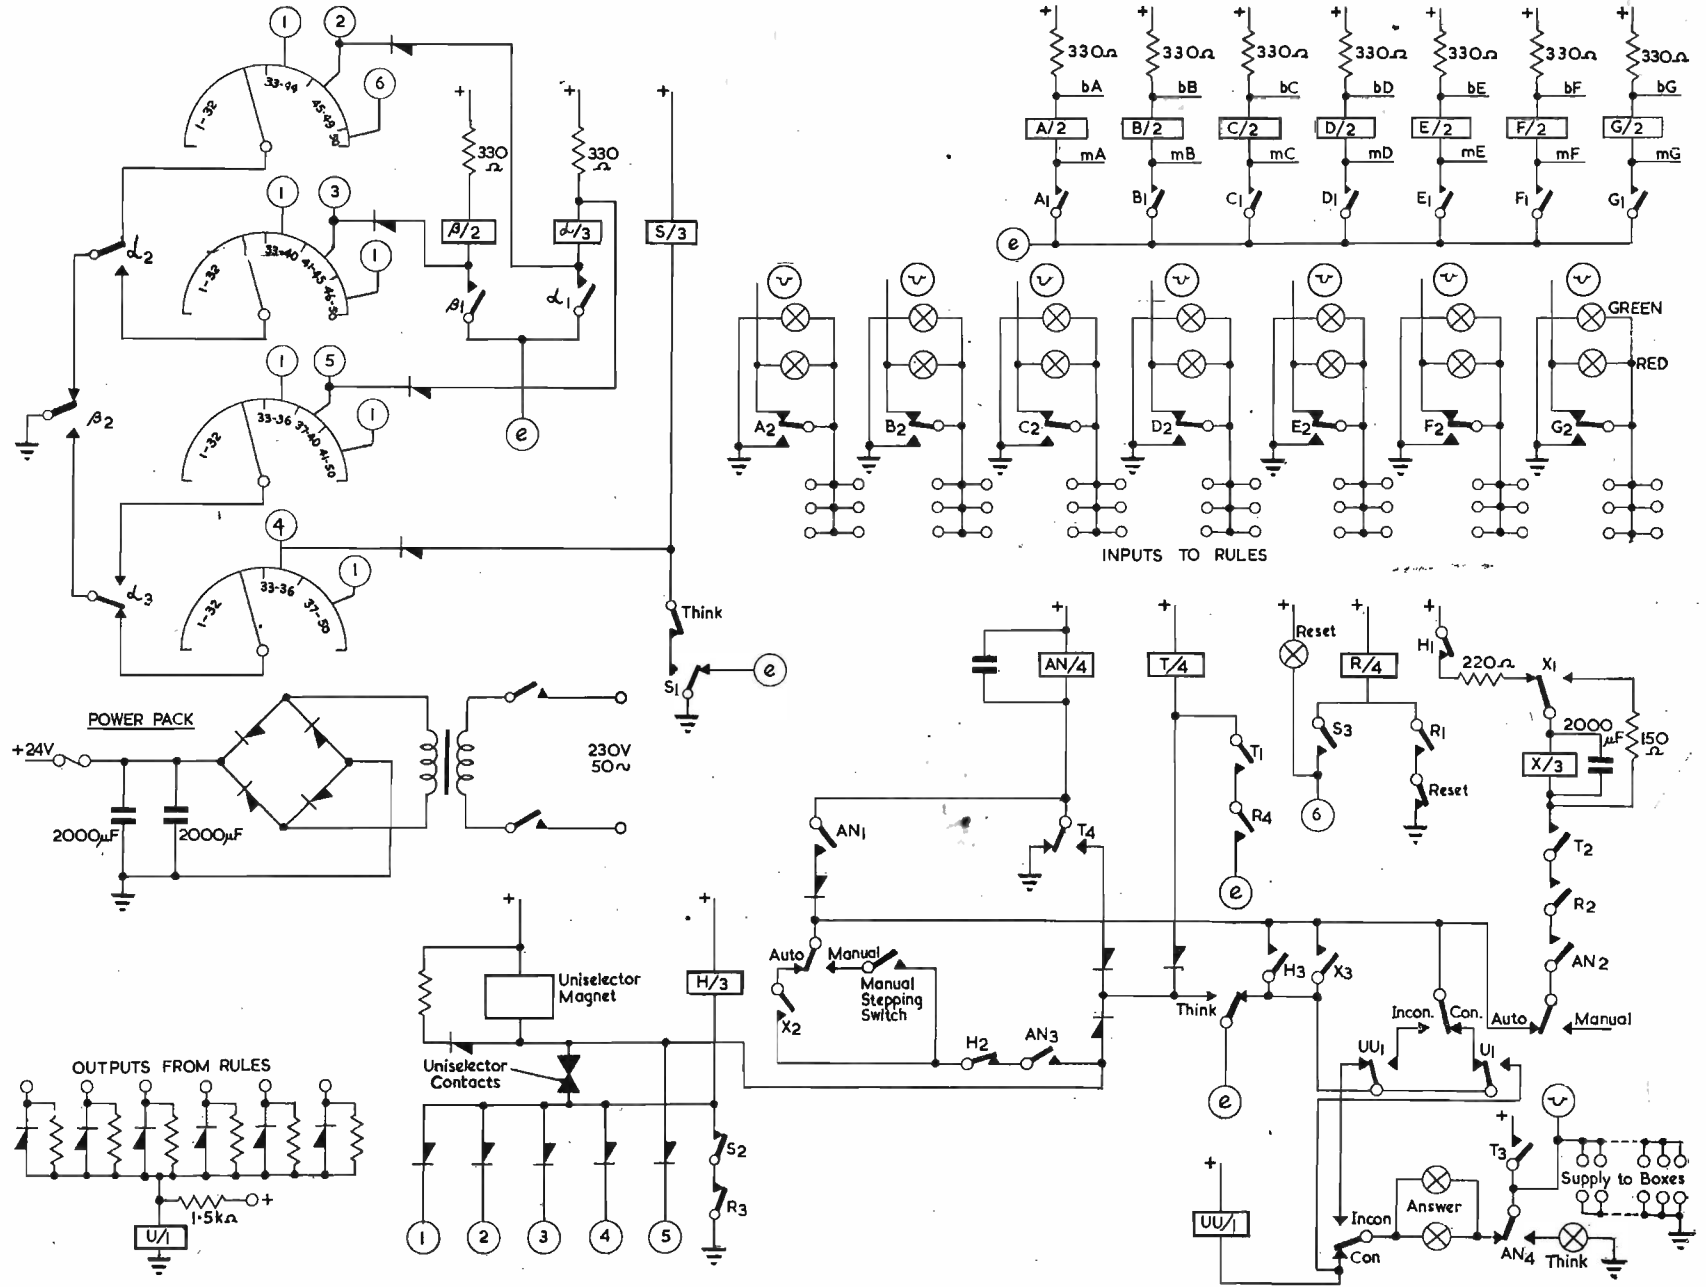 1
2
6
33-44
1-32
45-49
50
+
330
Ω
+
330
Ω
+
1
3
β/2
α/3
S/3
α2
1
33-40
41-45
46-50
1-32
β1
α1
1
5
β2
33-36
37-40
41-50
1-32
1
e
4
1
α3
33-36
37-50
1-32
Think
S1
e
+ + + + + + +
330Ω 330Ω 330Ω 330Ω 330Ω 330Ω 330Ω
bA bB bC bD bE bF bG
A/2 B/2 C/2 D/2 E/2 F/2 G/2
mA mB mC mD mE mF mG
A1 B1 C1 D1 E1 F1 G1
e
GREEN
RED
A2 B2 C2 D2 E2 F2 G2
INPUTS TO RULES
POWER PACK
+24V
230V
50~
2000μF 2000μF
+ + + + +
Reset
AN/4 T/4 R/4
H1
220Ω
X1
S3
R1
T1
2000
μF
150
Ω
X/3
Reset
R4
6
AN1
T4
T2
e
R2
AN2
+ +
Auto
Manual
Manual
Stepping
Switch
X2
H2
AN3
Uniselector
Magnet
H/3
Uniselector
Contacts
H3
X3
Think
e
Incon.
Con.
Auto
Manual
UU1
U1
OUTPUTS FROM RULES
S2
R3
1·5kΩ
+
U/1
1
2
3
4
5
+
UU/1
+
T3
Supply to Boxes
Answer
Incon
Con
AN4
Think